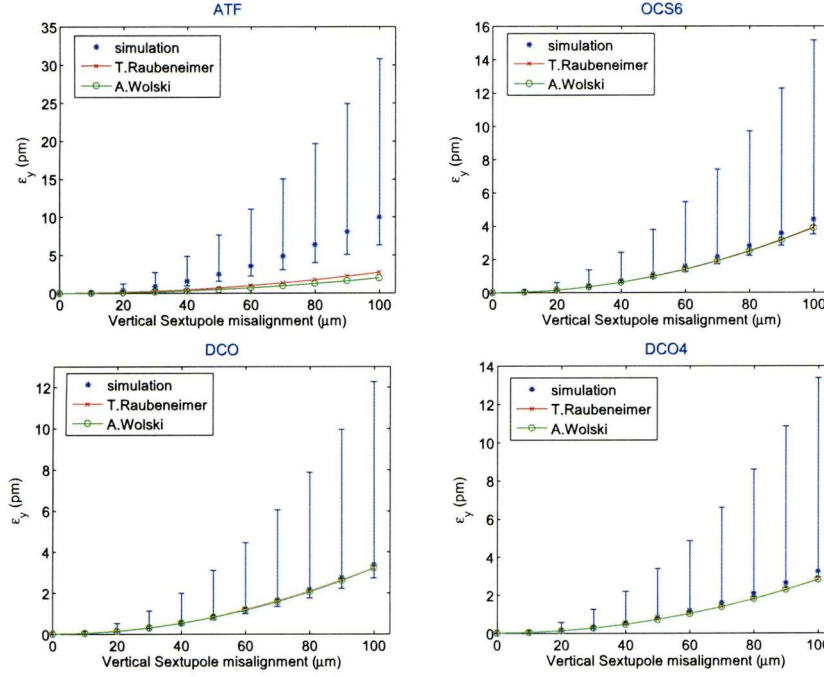 ATF
35
30
25
20
15
10
5
0
ε_y (pm)
simulation
T.Raubeneimer
A.Wolski
0 20 40 60 80 100
Vertical Sextupole misalignment (μm)
OCS6
16
14
12
10
8
6
4
2
0
ε_y (pm)
simulation
T.Raubeneimer
A.Wolski
0 20 40 60 80 100
Vertical Sextupole misalignment (μm)
DCO
12
10
8
6
4
2
0
ε_y (pm)
simulation
T.Raubeneimer
A.Wolski
0 20 40 60 80 100
Vertical Sextupole misalignment (μm)
DCO4
14
12
10
8
6
4
2
0
ε_y (pm)
simulation
T.Raubeneimer
A.Wolski
0 20 40 60 80 100
Vertical Sextupole misalignment (μm)